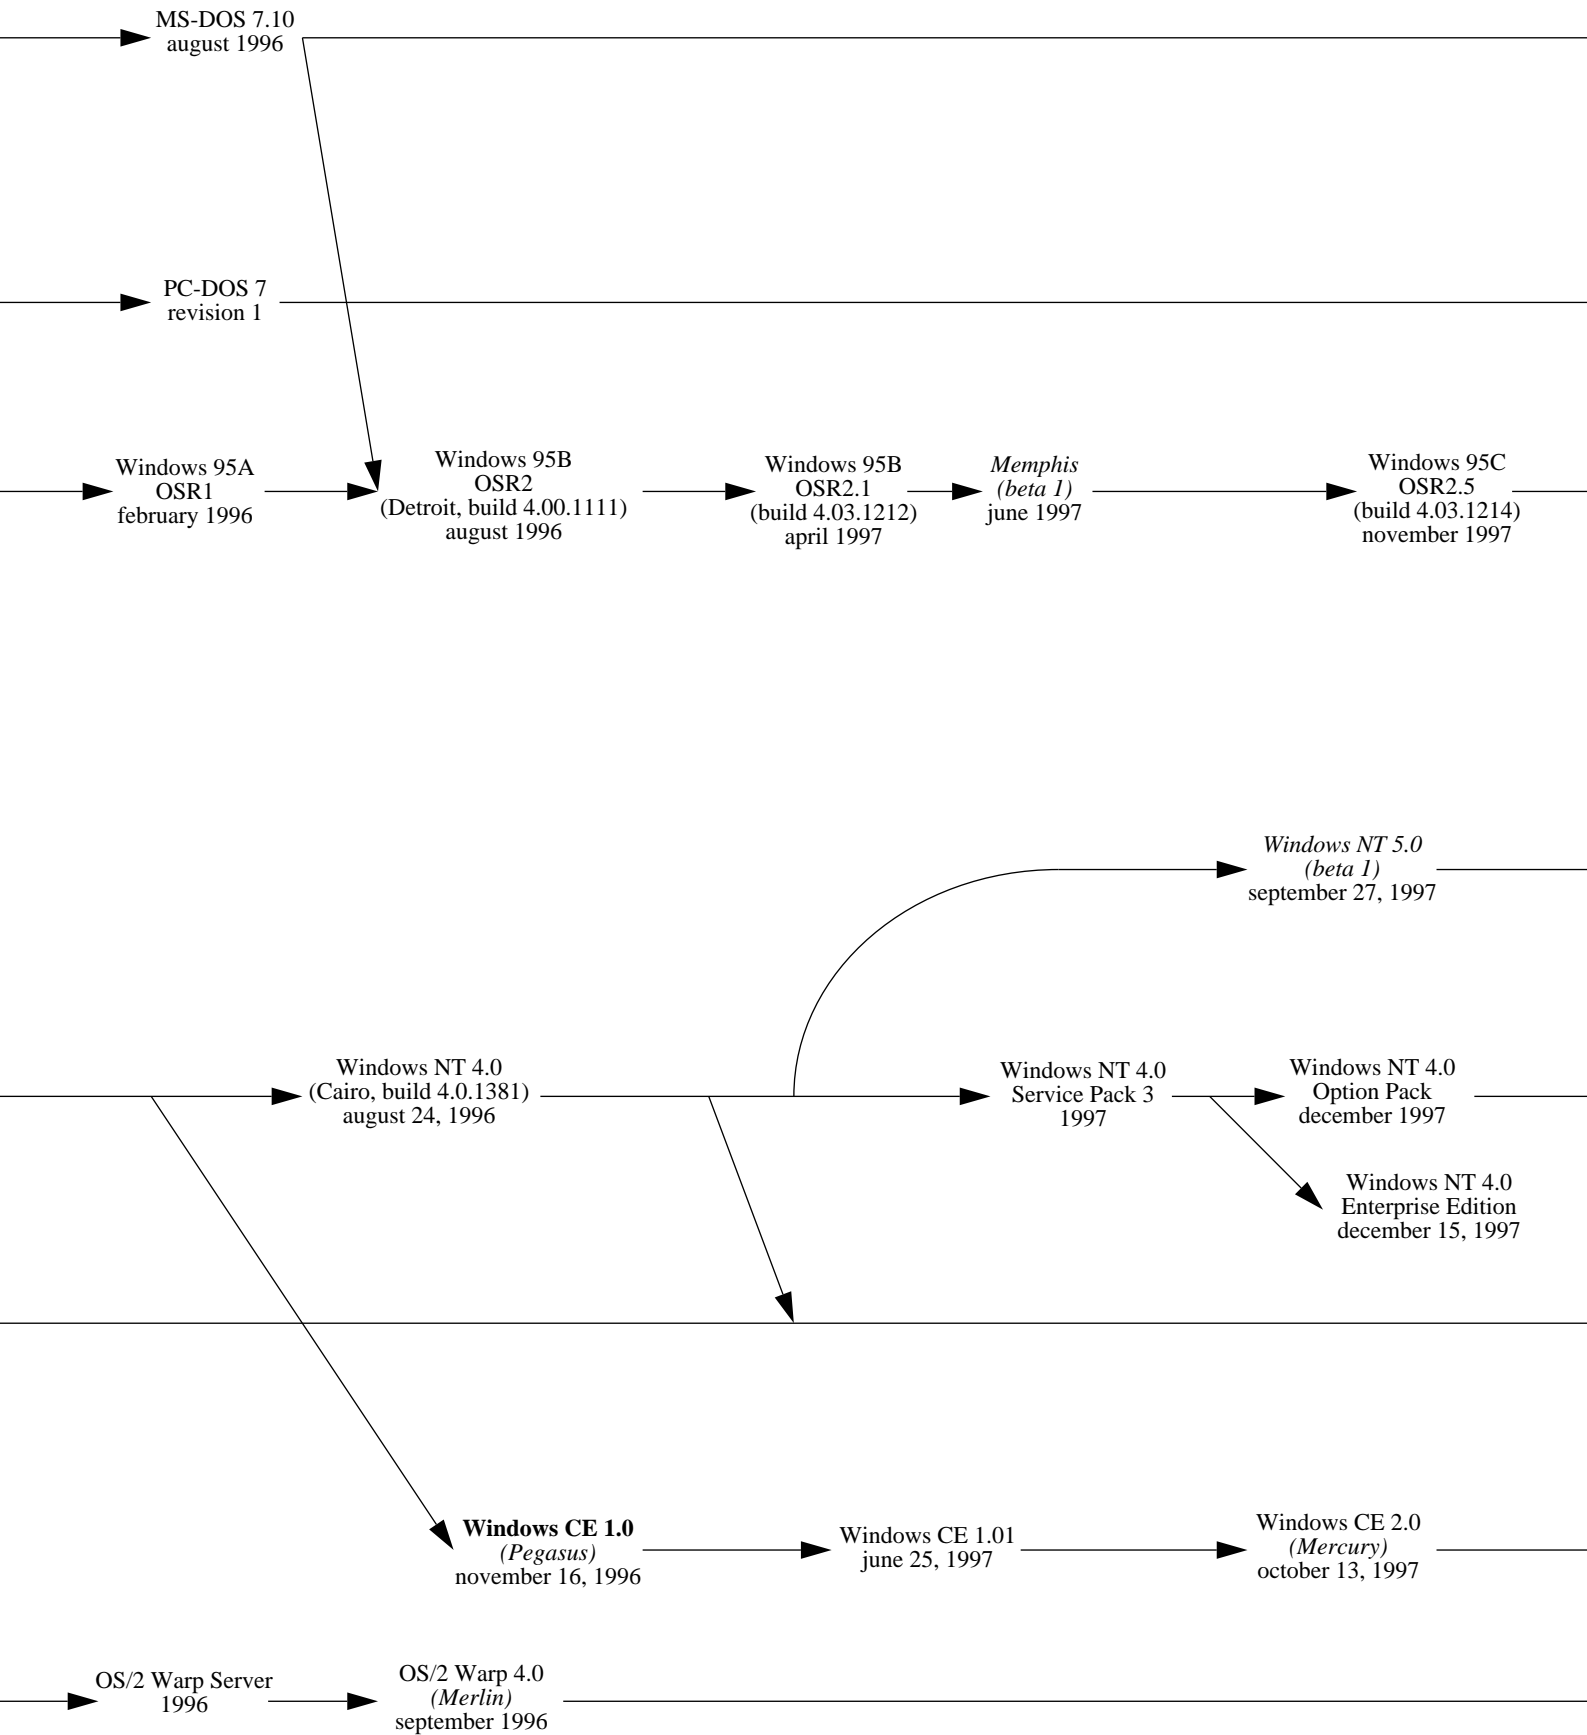 MS-DOS 7.10
august 1996
PC-DOS 7
revision 1
Windows 95A
OSR1
february 1996
Windows 95B
OSR2
(Detroit, build 4.00.1111)
august 1996
Windows 95B
OSR2.1
(build 4.03.1212)
april 1997
Memphis
(beta 1)
june 1997
Windows 95C
OSR2.5
(build 4.03.1214)
november 1997
Windows NT 5.0
(beta 1)
september 27, 1997
Windows NT 4.0
(Cairo, build 4.0.1381)
august 24, 1996
Windows NT 4.0
Service Pack 3
1997
Windows NT 4.0
Option Pack
december 1997
Windows NT 4.0
Enterprise Edition
december 15, 1997
Windows CE 1.0
(Pegasus)
november 16, 1996
Windows CE 1.01
june 25, 1997
Windows CE 2.0
(Mercury)
october 13, 1997
OS/2 Warp Server
1996
OS/2 Warp 4.0
(Merlin)
september 1996